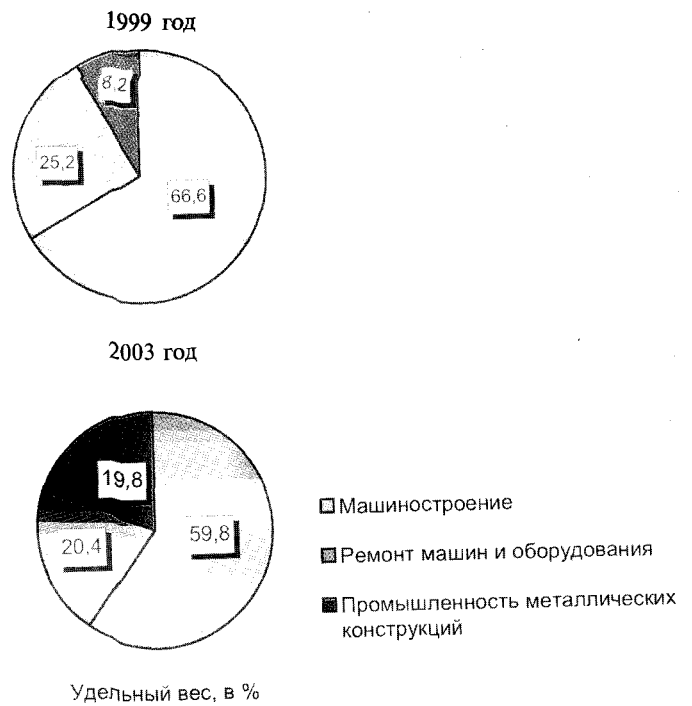 1999 год
8,2
25,2
66,6
2003 год
19,8
59,8
20,4
Машиностроение
Ремонт машин и оборудования
Промышленность металлических
конструкций
Удельный вес, в %